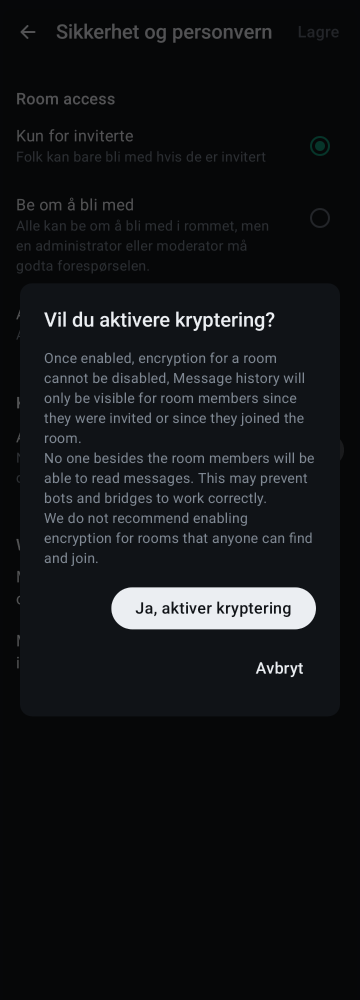 Sikkerhet og personvern
Lagre
Room access
Kun for inviterte
Folk kan bare bli med hvis de er invitert
Be om å bli med
Alle kan be om å bli med i rommet, men
en administrator eller moderator må
godta forespørselen.
Vil du aktivere kryptering?
Once enabled, encryption for a room
cannot be disabled, Message history will
only be visible for room members since
they were invited or since they joined the
room.
No one besides the room members will be
able to read messages. This may prevent
bots and bridges to work correctly.
We do not recommend enabling
encryption for rooms that anyone can find
and join.
Ja, aktiver kryptering
Avbryt